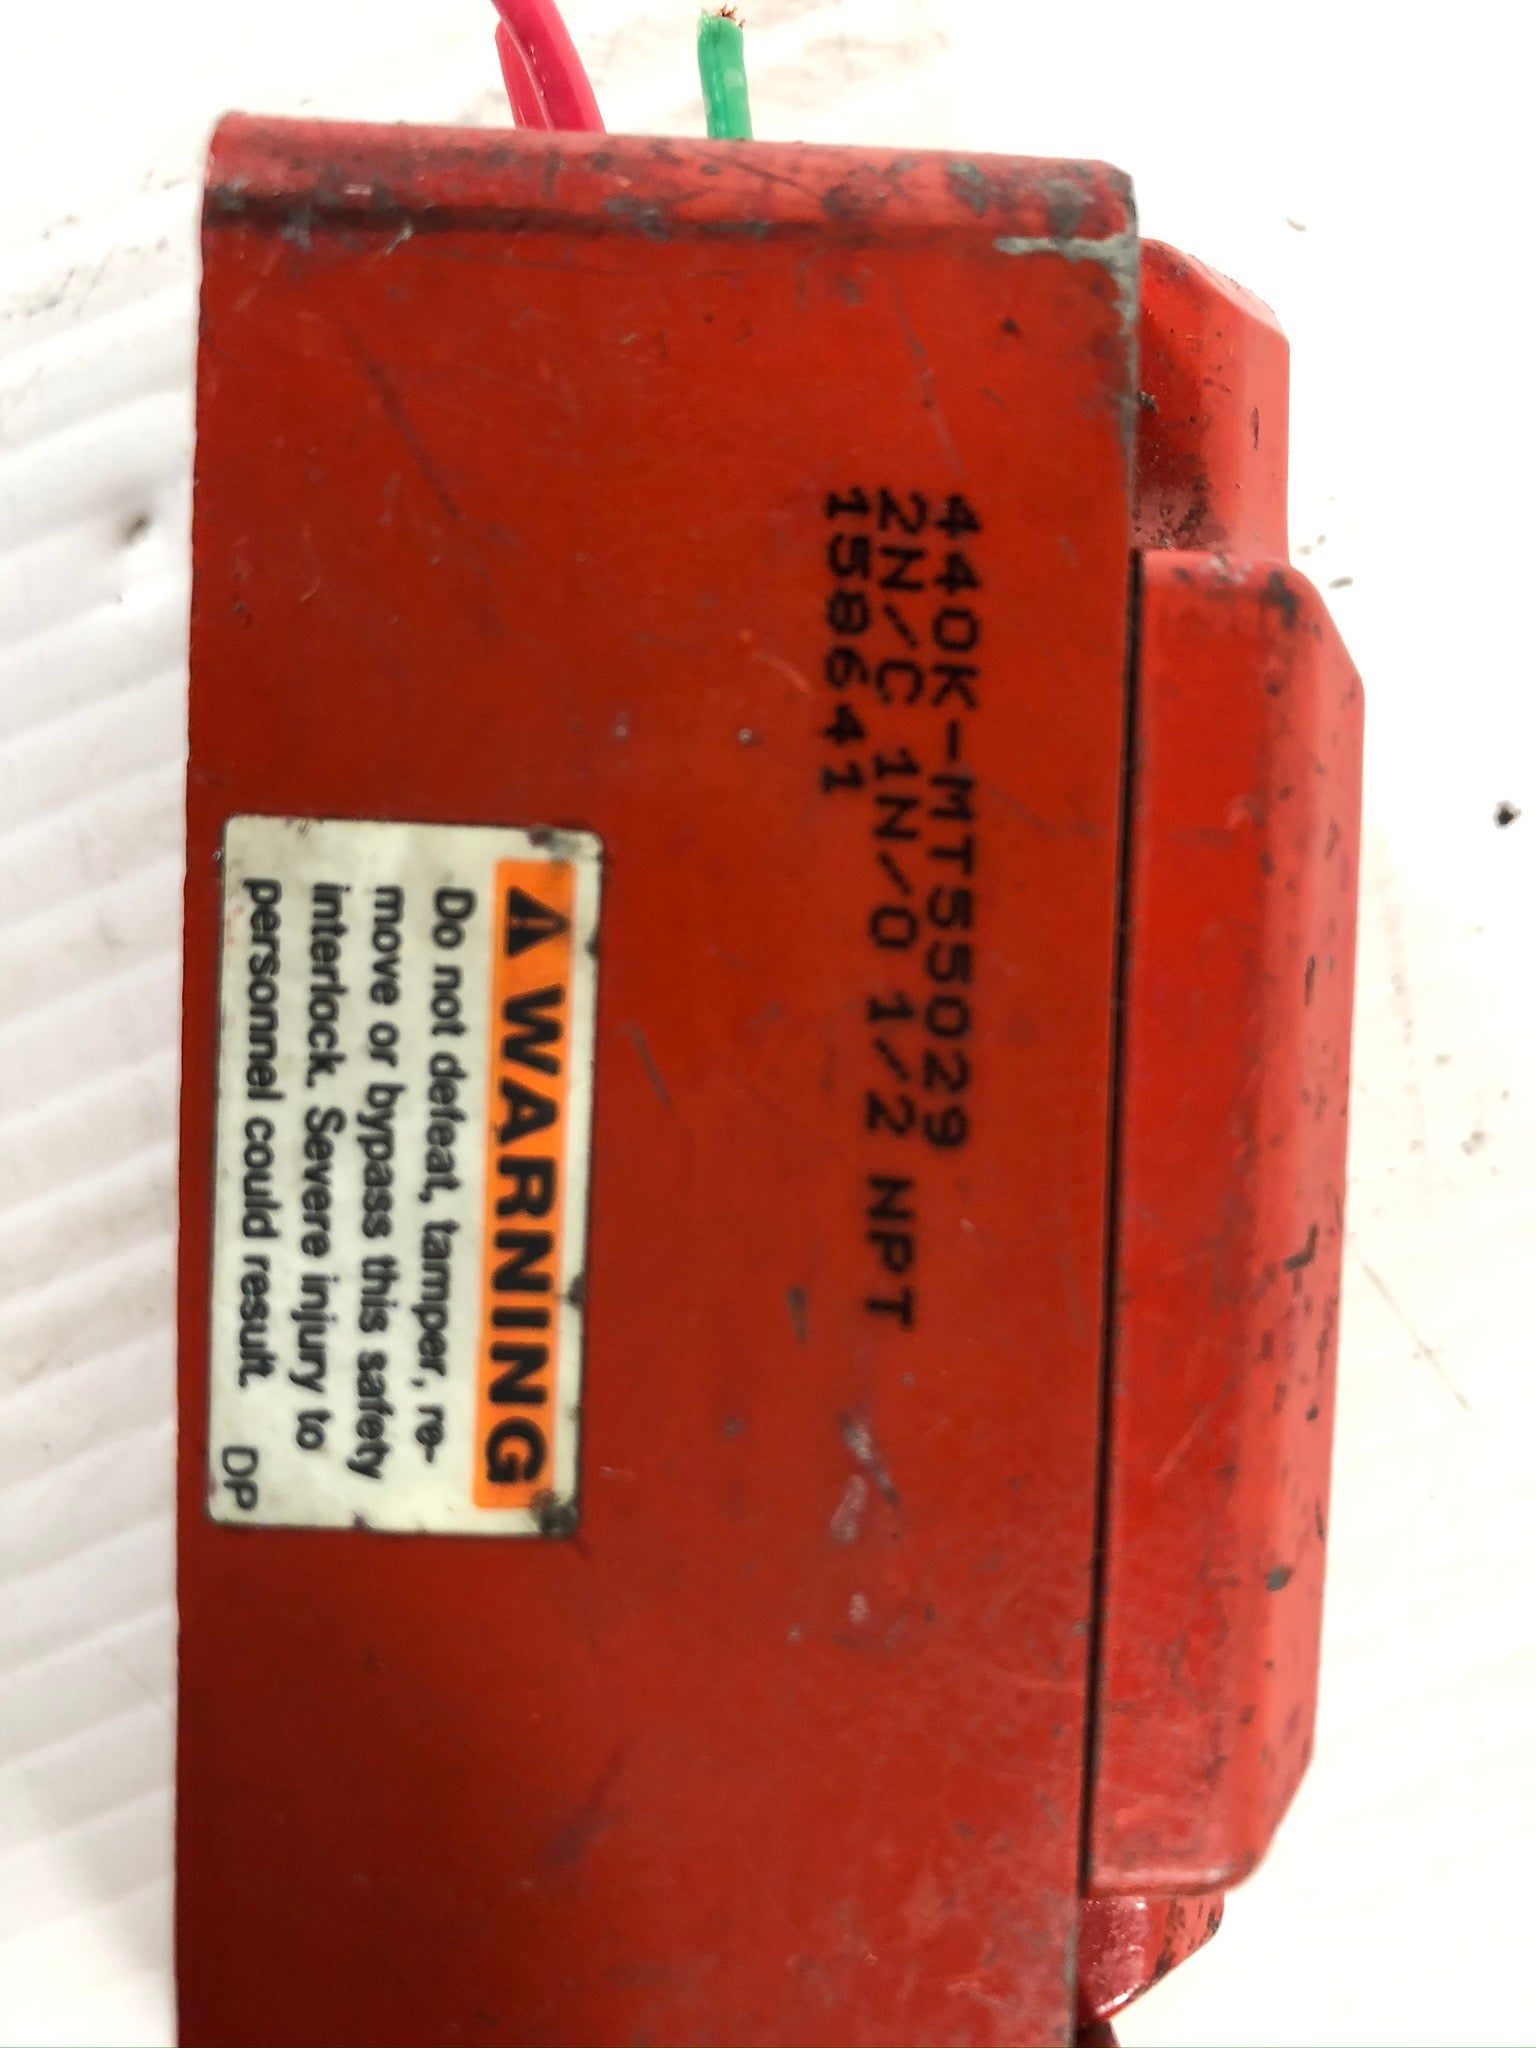 440K-MT55029
2N/C 1N/O 1/2 NPT
158641
WARNING
Do not defeat, tamper, re-
move or bypass this safety
interlock. Severe injury to
personnel could result. DP